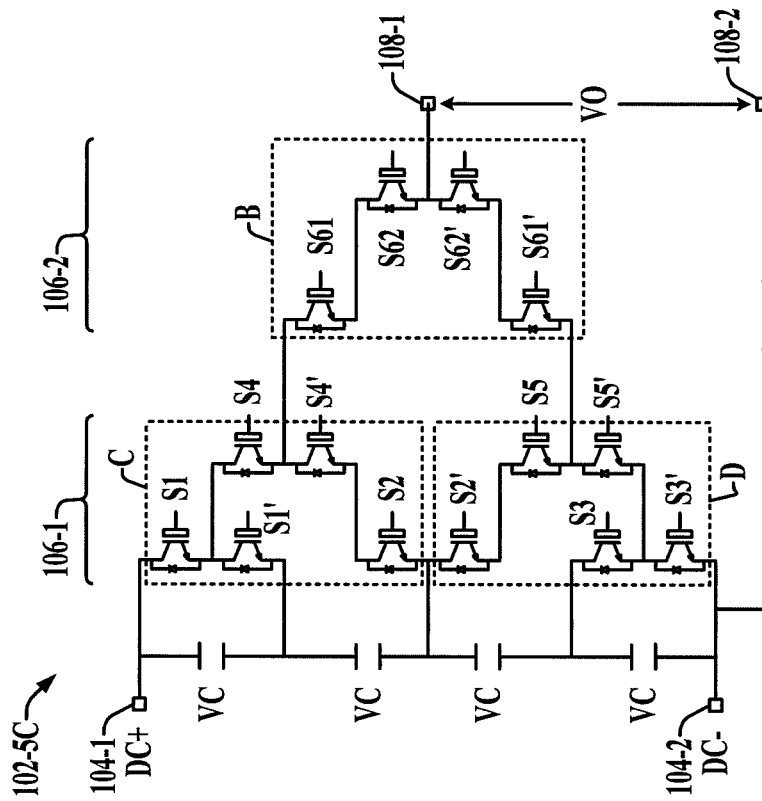 102-5C
106-1
106-2
104-1
DC+
C
S1
S1'
S4
S4'
S2
VC
VC
B
S61
S62
S62'
S61'
108-1
VO
S2'
S5
S5'
S3
S3'
VC
VC
D
104-2
DC-
108-2